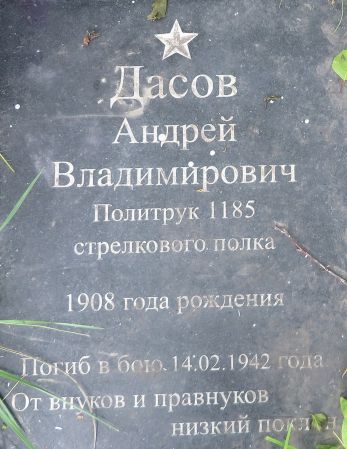 Дасов
Андрей
Владимирович
Политрук 1185
стрелкового полка
1908 года рождения
Погиб в бою 14.02.1942 года
От внуков и правнуков
низкий поклон